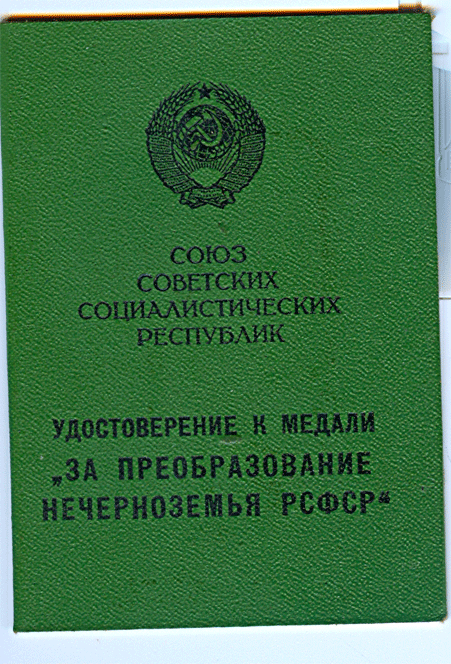 СОЮЗ
СОВЕТСКИХ
СОЦИАЛИСТИЧЕСКИХ
РЕСПУБЛИК
УДОСТОВЕРЕНИЕ К МЕДАЛИ
„ЗА ПРЕОБРАЗОВАНИЕ
НЕЧЕРНОЗЕМЬЯ РСФСР“